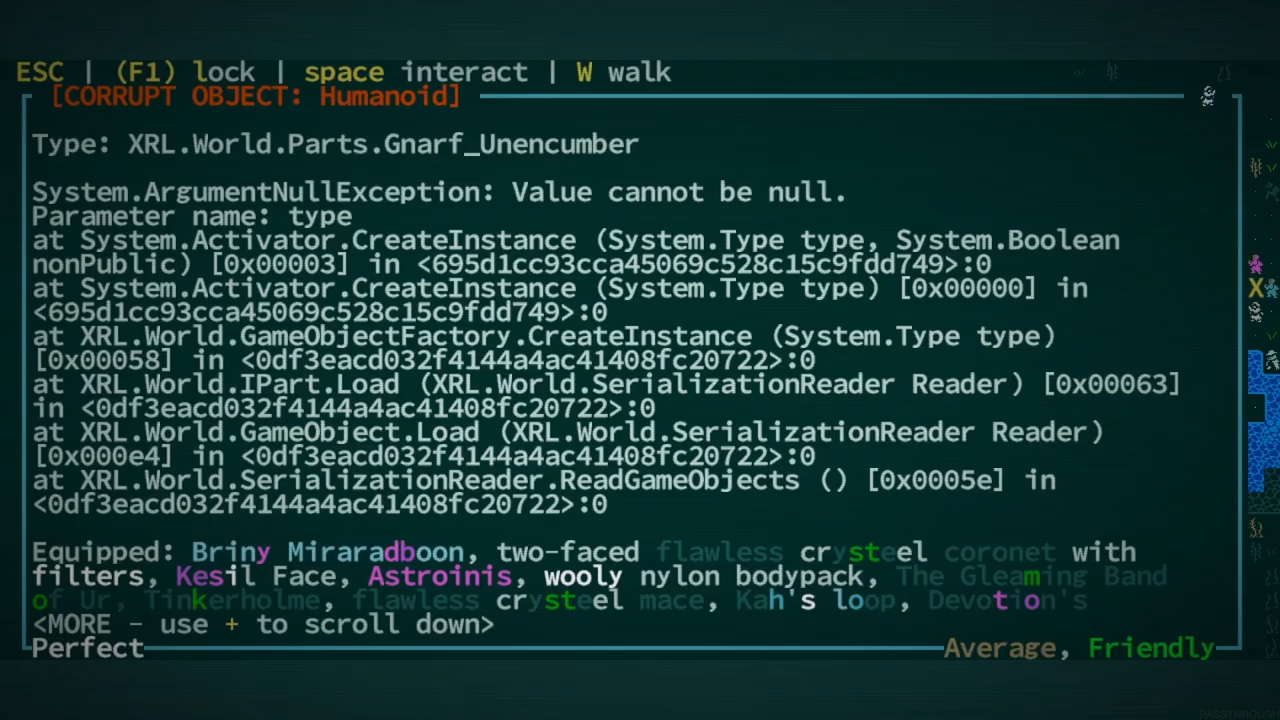 ESC | (F1) lock | space interact | W walk
[CORRUPT OBJECT: Humanoid]
Type: XRL.World.Parts.Gnarf_Unencumber
System.ArgumentNullException: Value cannot be null.
Parameter name: type
at System.Activator.CreateInstance (System.Type type, System.Boolean
nonPublic) [0x00003] in <695d1cc93cca45069c528c15c9fdd749>:0
at System.Activator.CreateInstance (System.Type type) [0x00000] in
<695d1cc93cca45069c528c15c9fdd749>:0
at XRL.World.GameObjectFactory.CreateInstance (System.Type type)
[0x00058] in <0df3eacd032f4144a4ac41408fc20722>:0
at XRL.World.IPart.Load (XRL.World.SerializationReader Reader) [0x00063]
in <0df3eacd032f4144a4ac41408fc20722>:0
at XRL.World.GameObject.Load (XRL.World.SerializationReader Reader)
[0x000e4] in <0df3eacd032f4144a4ac41408fc20722>:0
at XRL.World.SerializationReader.ReadGameObjects () [0x0005e] in
<0df3eacd032f4144a4ac41408fc20722>:0
Equipped: Briny Miraradboon, two-faced flawless crysteel coronet with
filters, Kesil Face, Astroinis, wooly nylon bodypack, The Gleaming Band
of Ur, Tinkerholme, flawless crysteel mace, Kah's loop, Devotion's
<MORE - use + to scroll down>
Perfect
Average, Friendly